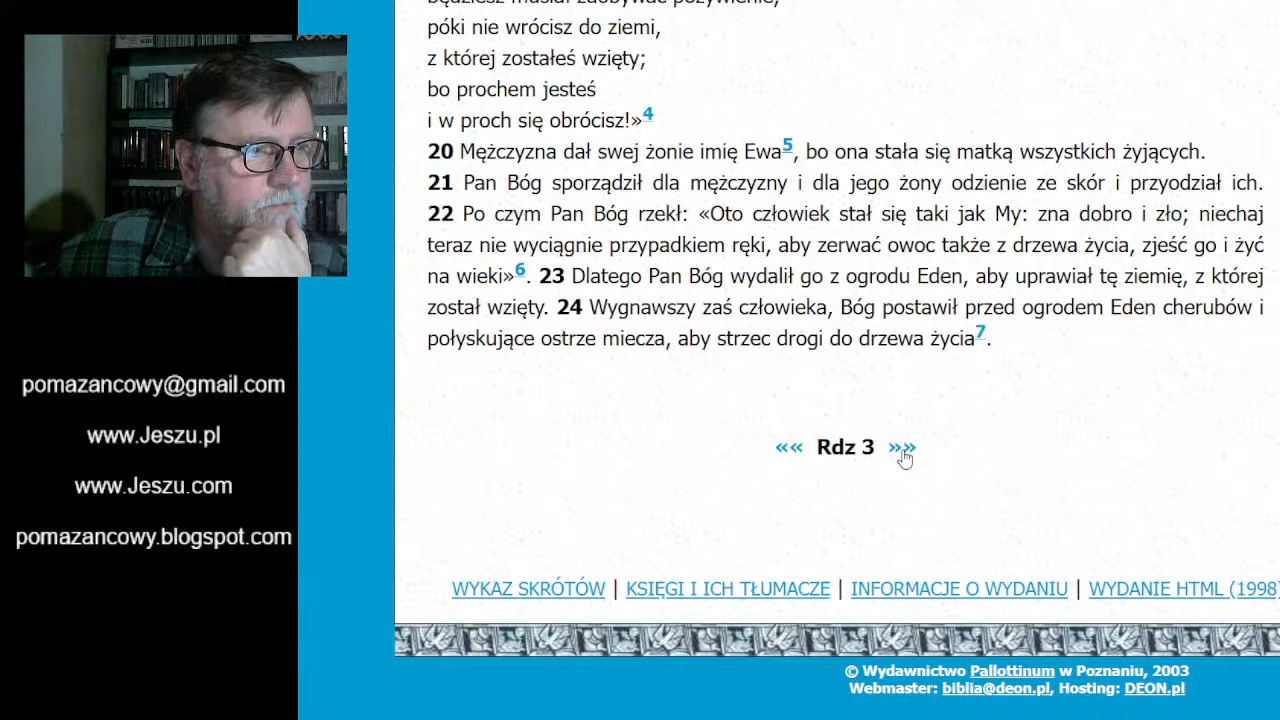 póki nie wrócisz do ziemi,
z której zostałeś wzięty;
bo prochem jesteś
i w proch się obrócisz!»4
20 Mężczyzna dał swej żonie imię Ewa5, bo ona stała się matką wszystkich żyjących.
21 Pan Bóg sporządził dla mężczyzny i dla jego żony odzienie ze skór i przyodział ich.
22 Po czym Pan Bóg rzekł: «Oto człowiek stał się taki jak My: zna dobro i zło; niechaj
teraz nie wyciągnie przypadkiem ręki, aby zerwać owoc także z drzewa życia, zjeść go i żyć
na wieki»6. 23 Dlatego Pan Bóg wydalił go z ogrodu Eden, aby uprawiał tę ziemię, z której
został wzięty. 24 Wygnawszy zaś człowieka, Bóg postawił przed ogrodem Eden cherubów i
połyskujące ostrze miecza, aby strzec drogi do drzewa życia7.
«« Rdz 3 »»
WYKAZ SKRÓTÓW | KSIĘGI I ICH TŁUMACZE | INFORMACJE O WYDANIU | WYDANIE HTML (1998)
© Wydawnictwo Pallottinum w Poznaniu, 2003
Webmaster: biblia@deon.pl, Hosting: DEON.pl
pomazancowy@gmail.com
www.Jeszu.pl
www.Jeszu.com
pomazancowy.blogspot.com